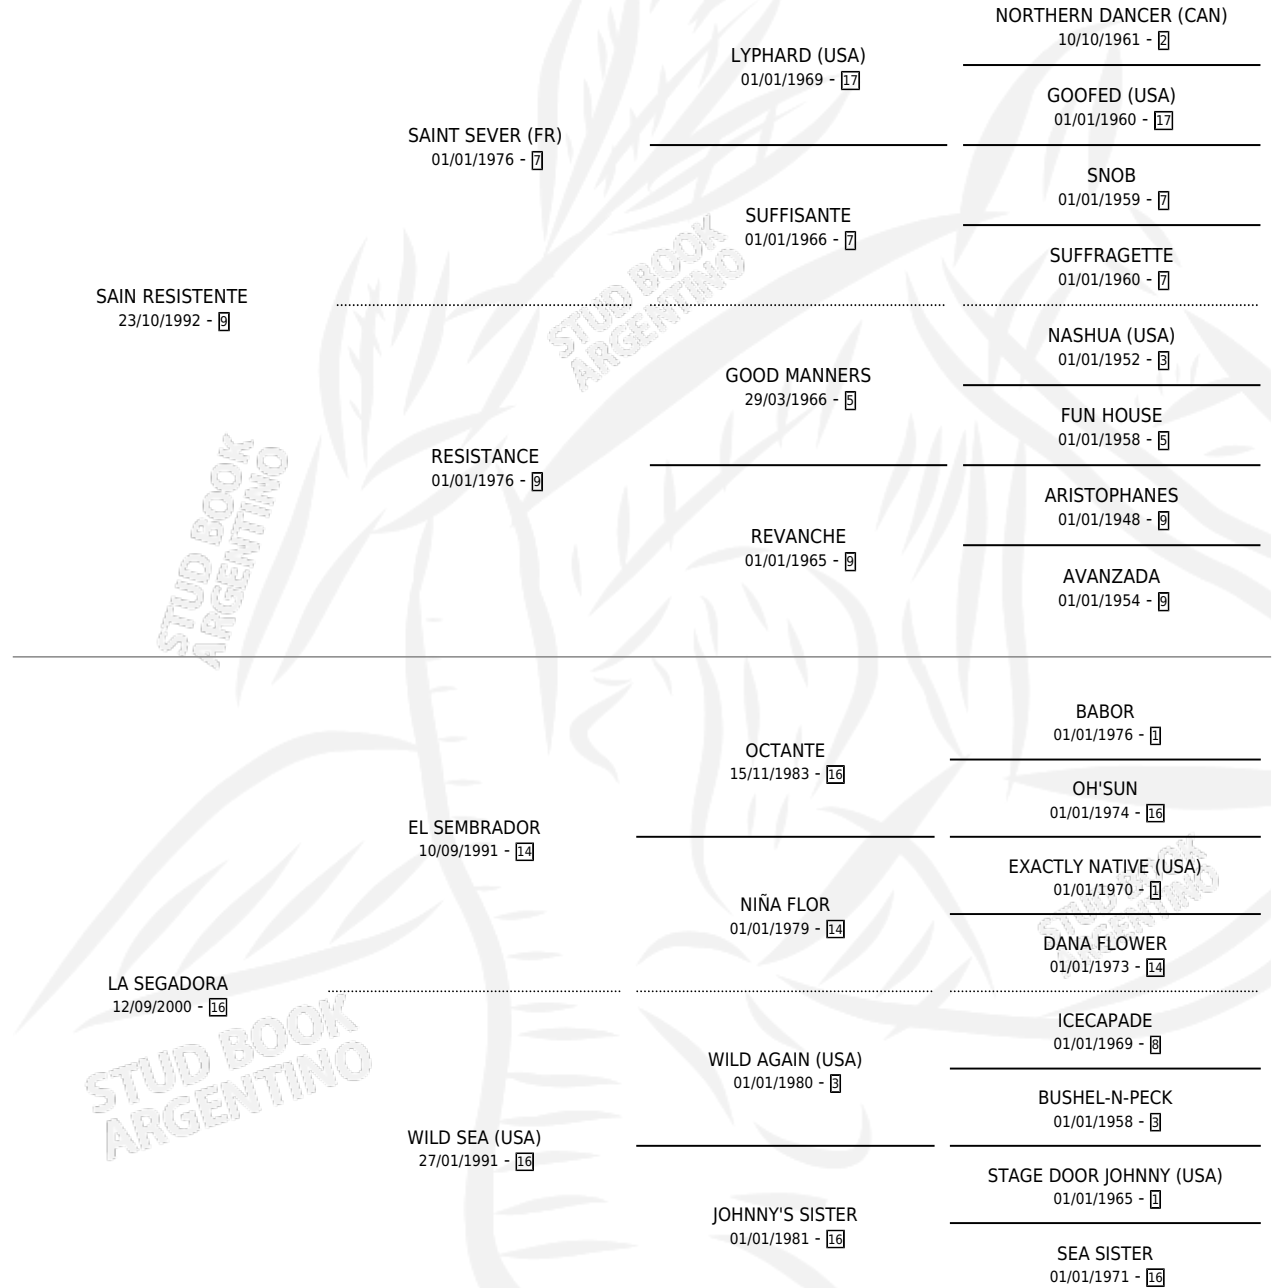 NORTHERN DANCER (CAN)
10/10/1961 - 2
LYPHARD (USA)
01/01/1969 - 17
GOOFED (USA)
01/01/1960 - 17
SAINT SEVER (FR)
01/01/1976 - 7
SNOB
01/01/1959 - 7
SUFFISANTE
01/01/1966 - 7
SUFFRAGETTE
01/01/1960 - 7
STUD BOOK
ARGENTINO
SAIN RESISTENTE
23/10/1992 - 9
NASHUA (USA)
01/01/1952 - 3
GOOD MANNERS
29/03/1966 - 5
FUN HOUSE
01/01/1958 - 5
RESISTANCE
01/01/1976 - 9
ARISTOPHANES
01/01/1948 - 9
REVANCHE
01/01/1965 - 9
AVANZADA
01/01/1954 - 9
STUD BOOK
ARGENTINO
BABOR
01/01/1976 - 1
OCTANTE
15/11/1983 - 16
OH'SUN
01/01/1974 - 16
EL SEMBRADOR
10/09/1991 - 14
EXACTLY NATIVE (USA)
01/01/1970 - 1
NIÑA FLOR
01/01/1979 - 14
DANA FLOWER
01/01/1973 - 14
STUD BOOK
ARGENTINO
LA SEGADORA
12/09/2000 - 16
ICECAPADE
01/01/1969 - 8
WILD AGAIN (USA)
01/01/1980 - 3
BUSHEL-N-PECK
01/01/1958 - 3
STUD BOOK
ARGENTINO
WILD SEA (USA)
27/01/1991 - 16
STAGE DOOR JOHNNY (USA)
01/01/1965 - 1
JOHNNY'S SISTER
01/01/1981 - 16
SEA SISTER
01/01/1971 - 16